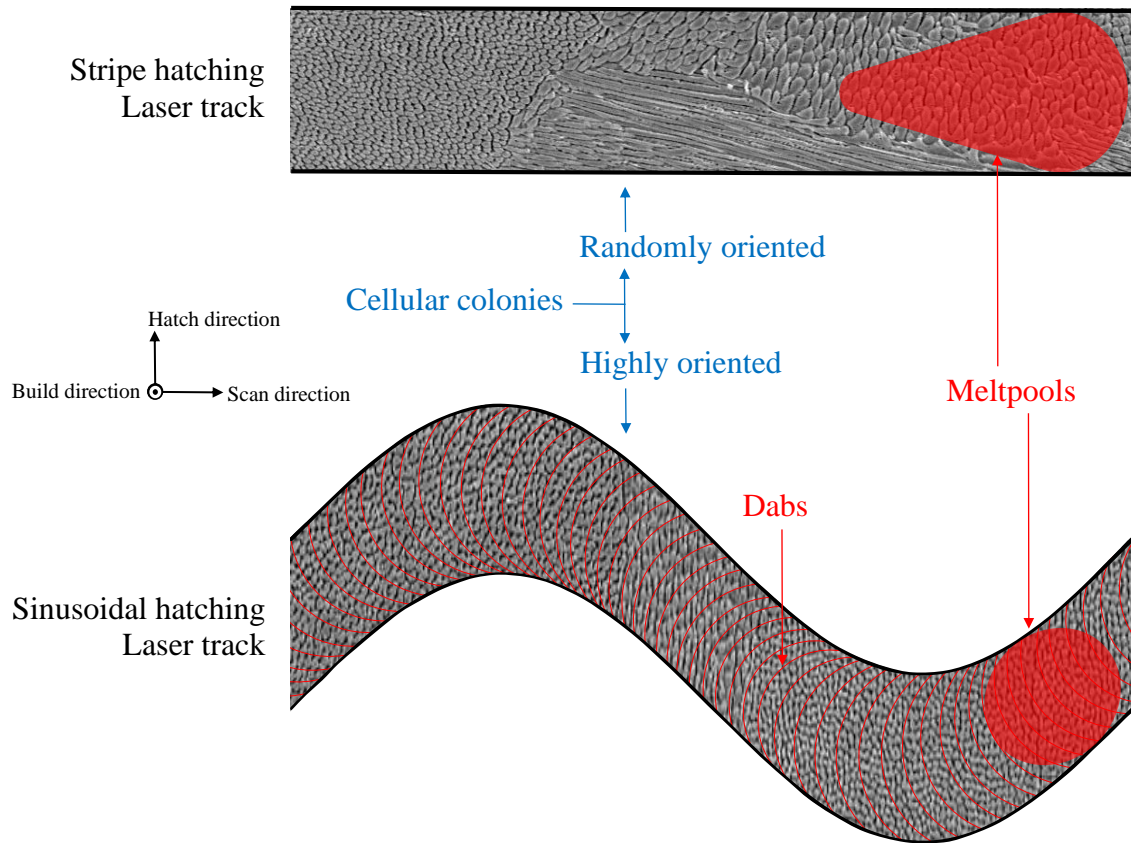 Stripe hatching
Laser track
Randomly oriented
Cellular colonies
Highly oriented
Hatch direction
Build direction
Scan direction
Meltpools
Dabs
Sinusoidal hatching
Laser track